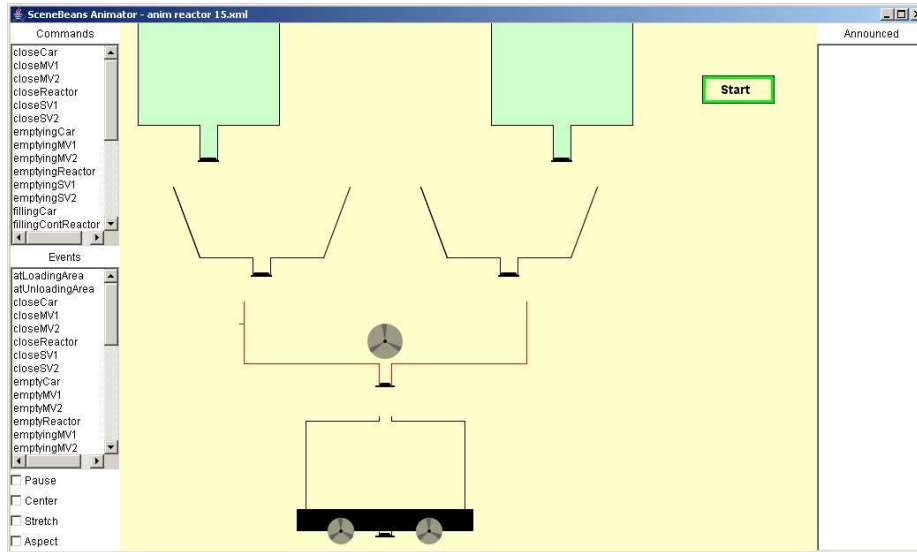 SceneBeans Animator - anim reactor 15.xml
Commands
closeCar
closeMV1
closeMV2
closeReactor
closeSV1
closeSV2
emptyingCar
emptyingMV1
emptyingMV2
emptyingReactor
emptyingSV1
emptyingSV2
fillingCar
fillingContReactor
Events
atLoadingArea
atUnloadingArea
closeCar
closeMV1
closeMV2
closeReactor
closeSV1
closeSV2
emptyCar
emptyMV1
emptyMV2
emptyReactor
emptyingMV1
emptyingMV2
Pause
Center
Stretch
Aspect
Start
Announced